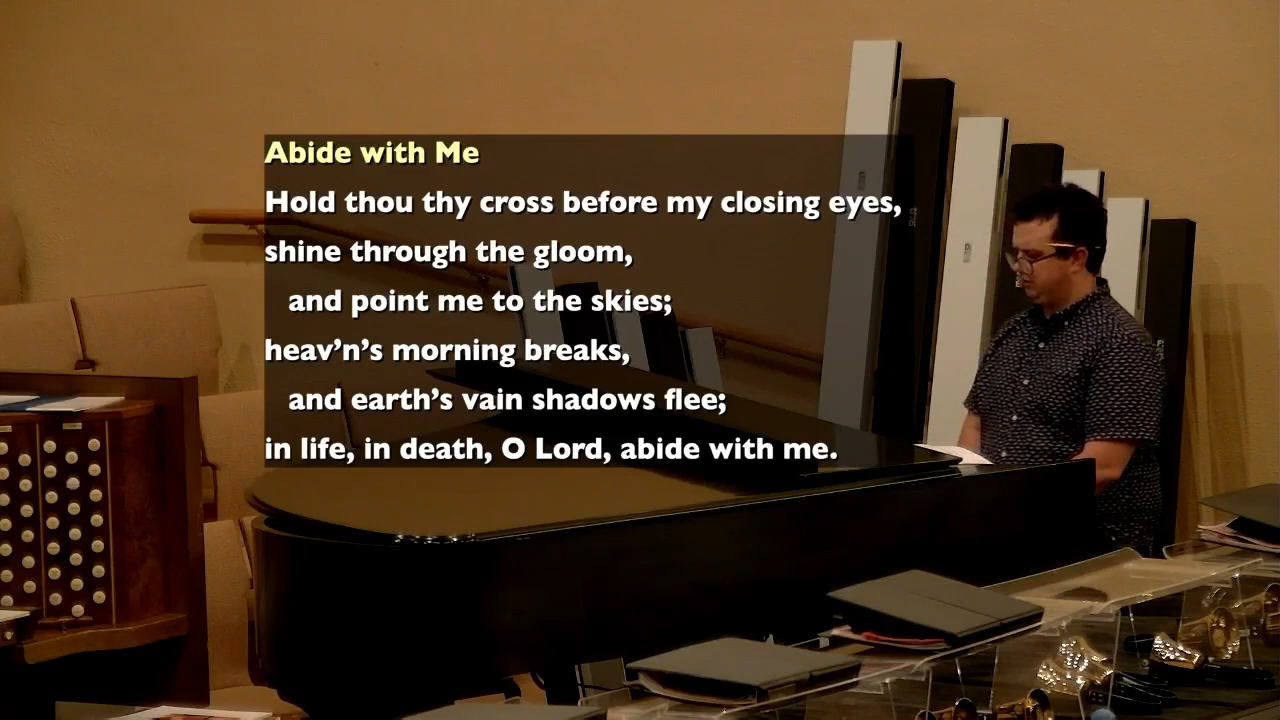 Abide with Me
Hold thou thy cross before my closing eyes,
shine through the gloom,
and point me to the skies;
heav’n’s morning breaks,
and earth’s vain shadows flee;
in life, in death, O Lord, abide with me.